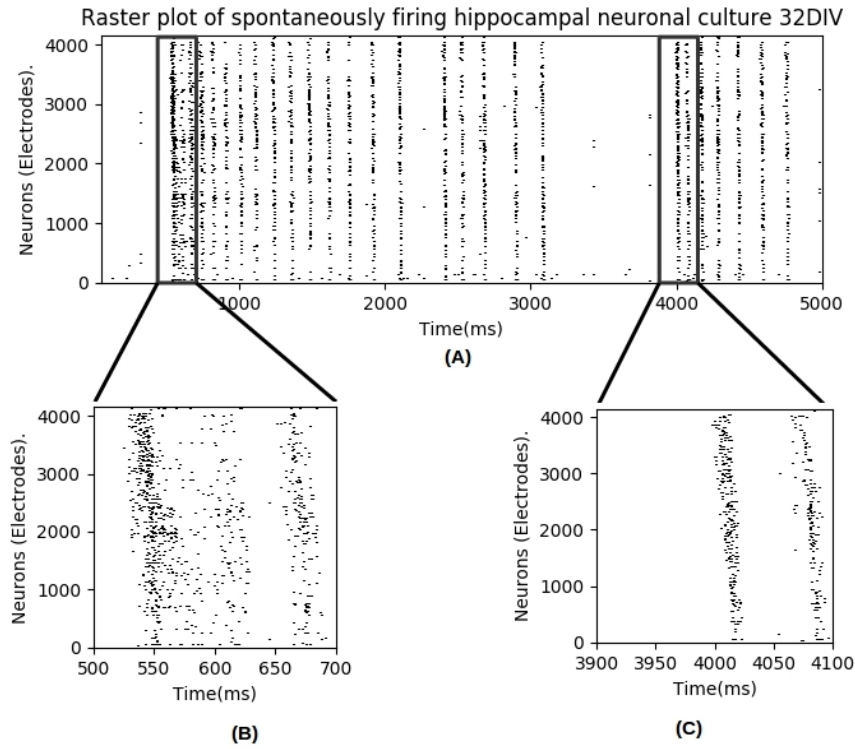 Raster plot of spontaneously firing hippocampal neuronal culture 32DIV
Neurons (Electrodes).
4000
3000
2000
1000
0
1000 2000 3000 4000 5000
Time(ms)
(A)
Neurons (Electrodes).
4000
3000
2000
1000
0
500 550 600 650 700
Time(ms)
(B)
Neurons (Electrodes).
4000
3000
2000
1000
0
3900 3950 4000 4050 4100
Time(ms)
(C)